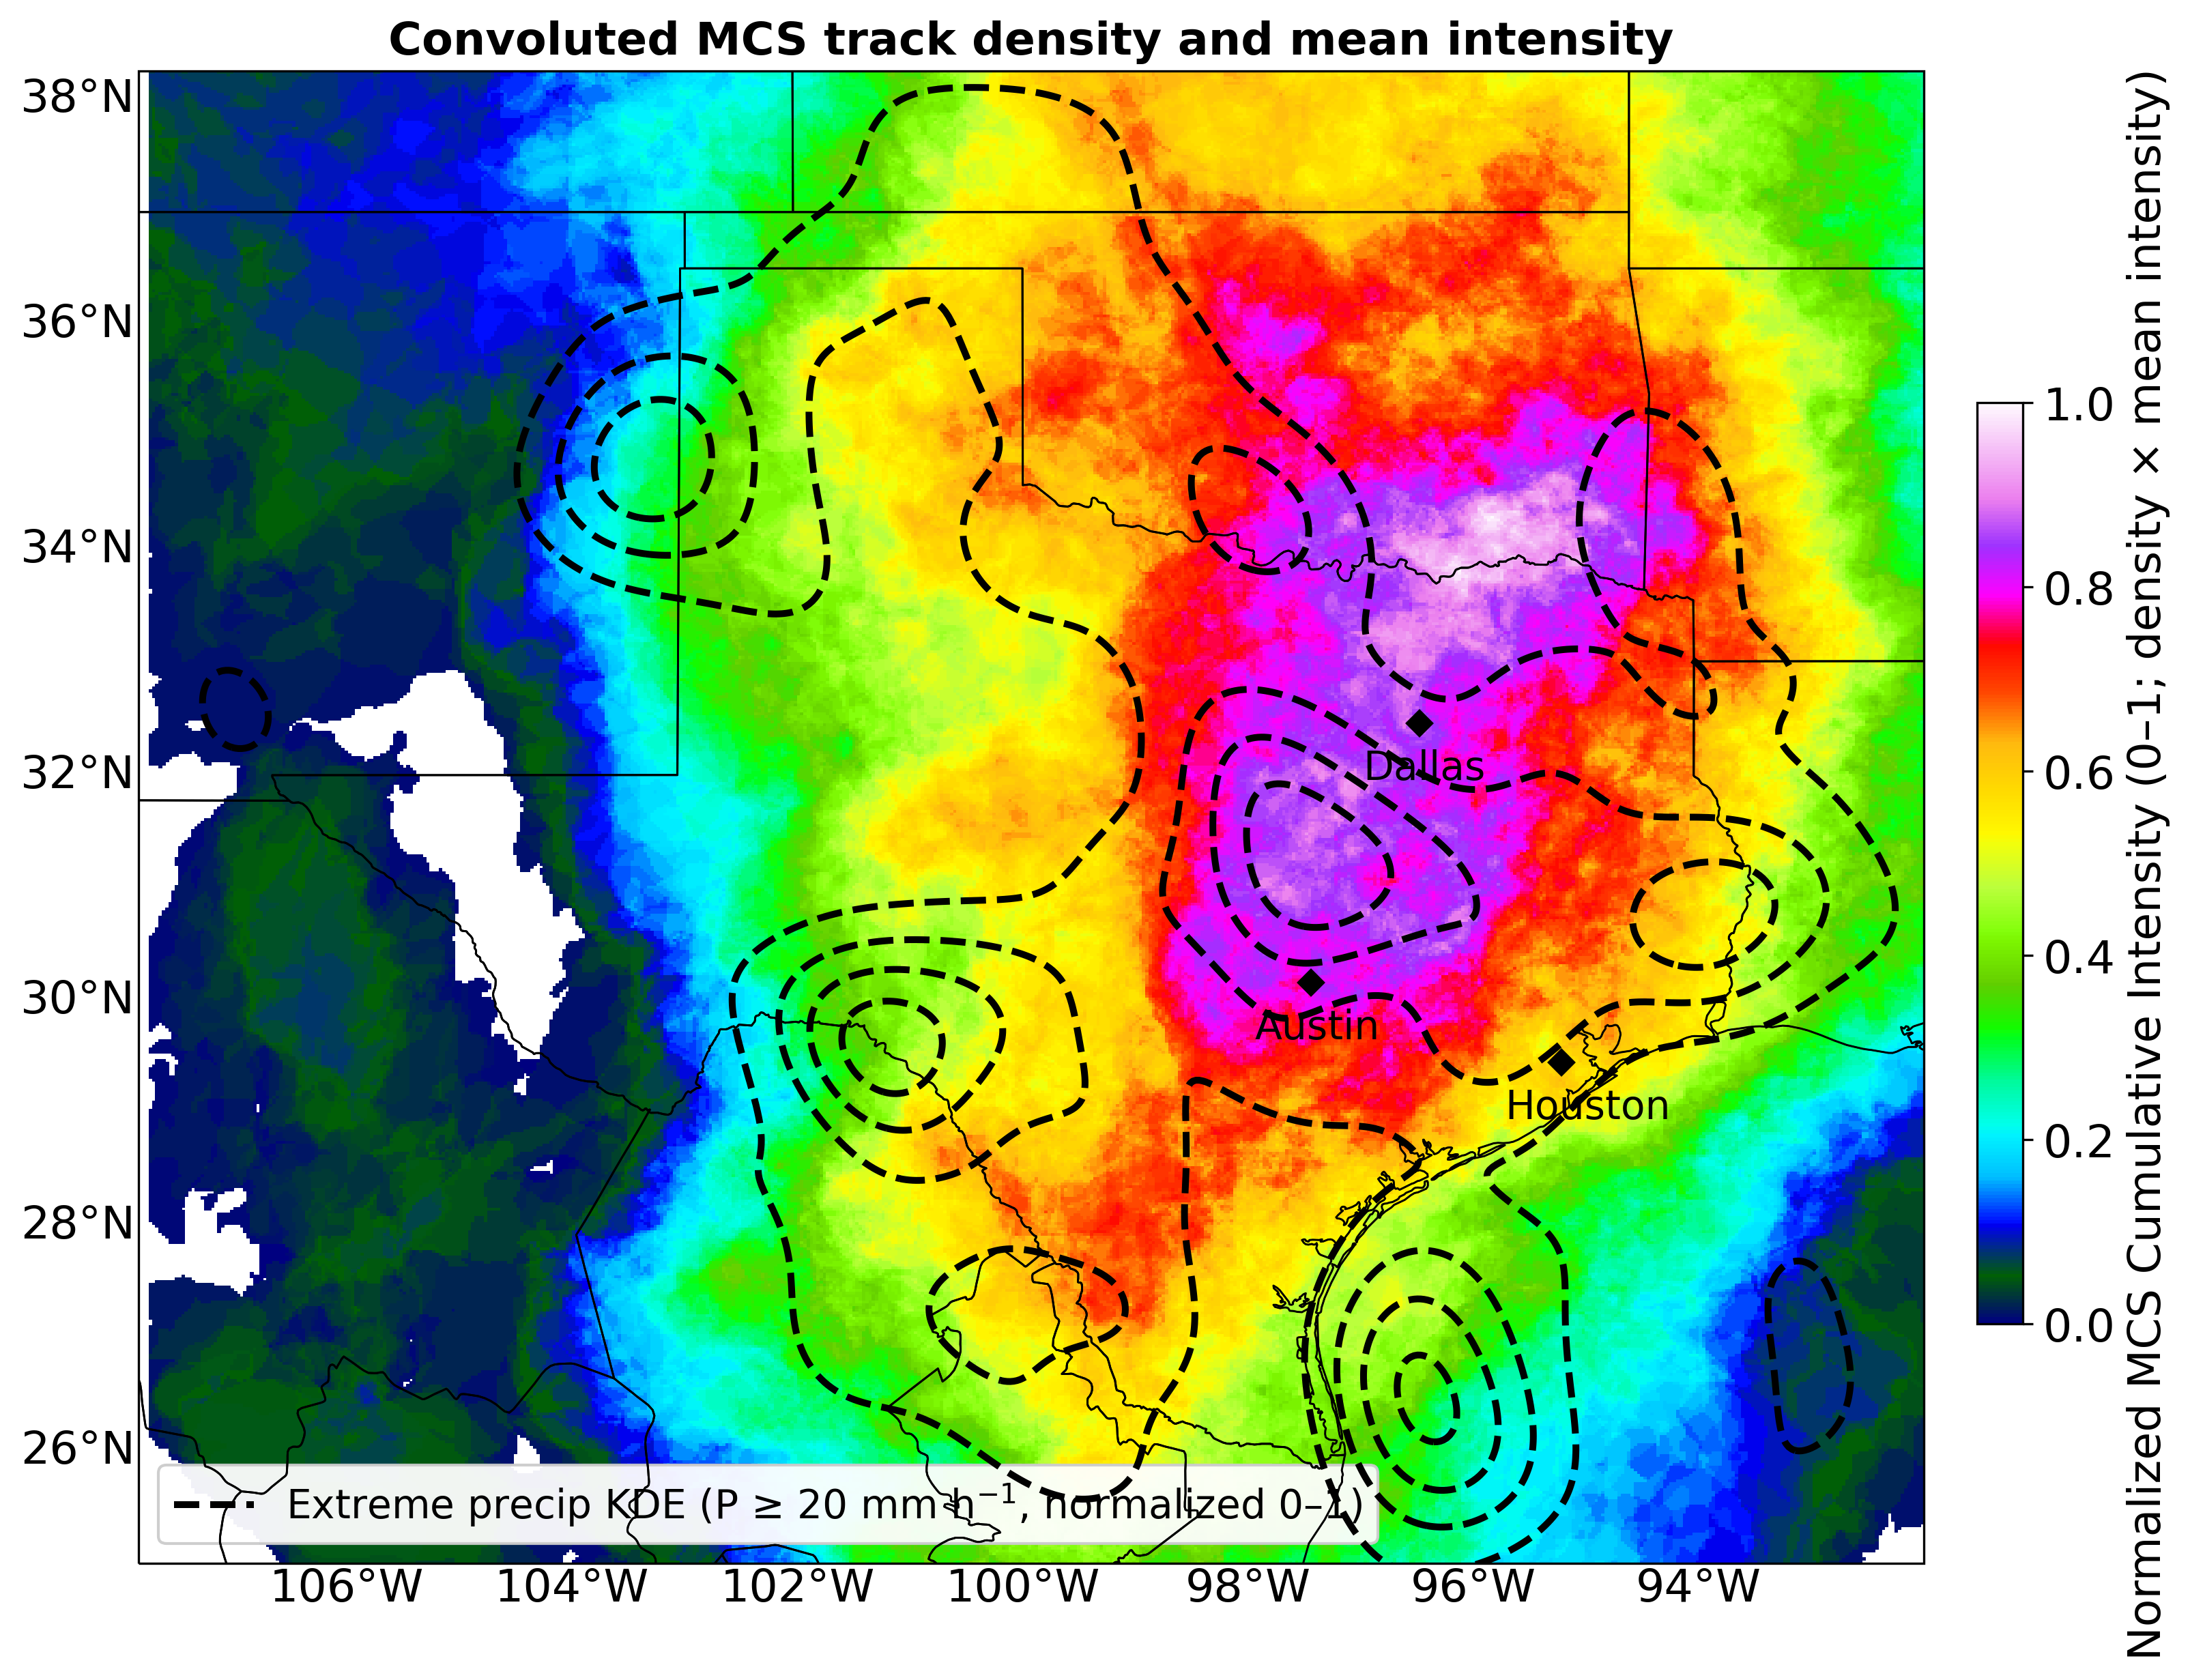 Convoluted MCS track density and mean intensity
38°N
36°N
34°N
32°N
30°N
28°N
26°N
106°W
104°W
102°W
100°W
98°W
96°W
94°W
Dallas
Austin
Houston
Extreme precip KDE (P ≥ 20 mm h⁻¹, normalized 0–1)
1.0
0.8
0.6
0.4
0.2
0.0
Normalized MCS Cumulative Intensity (0–1; density × mean intensity)